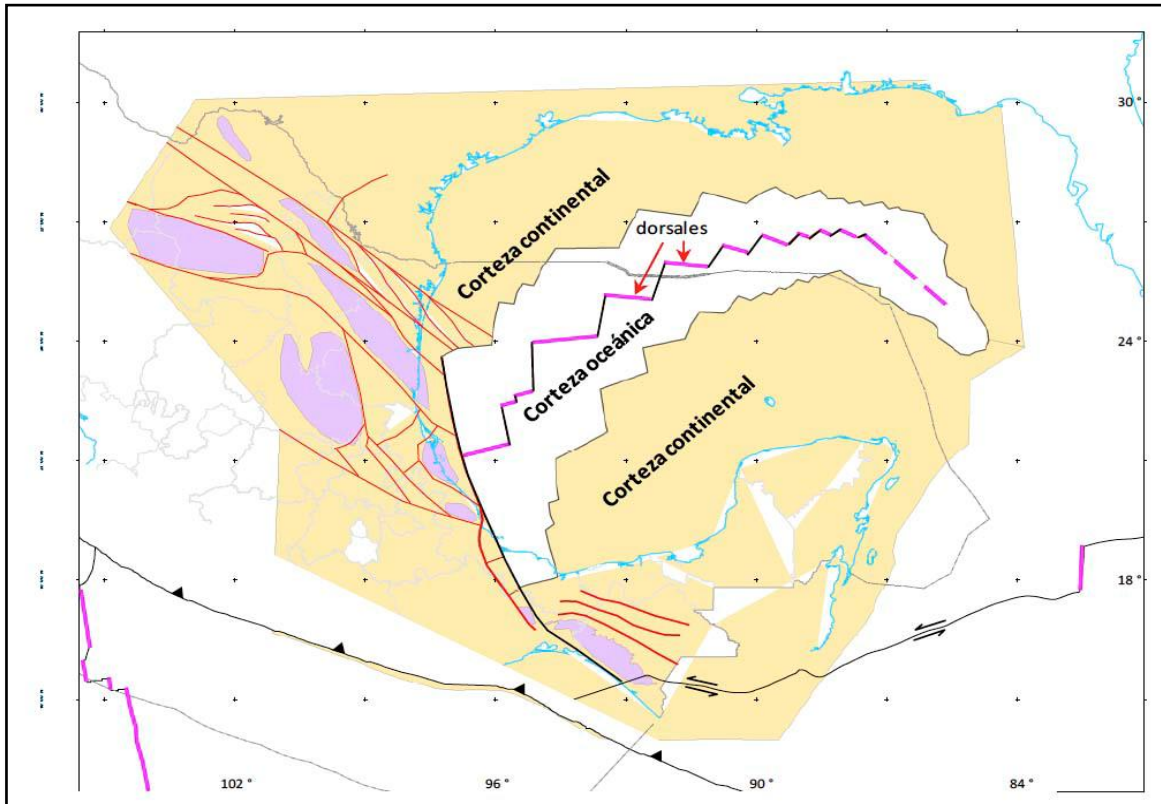 30 °
Corteza continental
dorsales
24 °
Corteza oceánica
Corteza continental
18 °
102 °
96 °
90 °
84 °